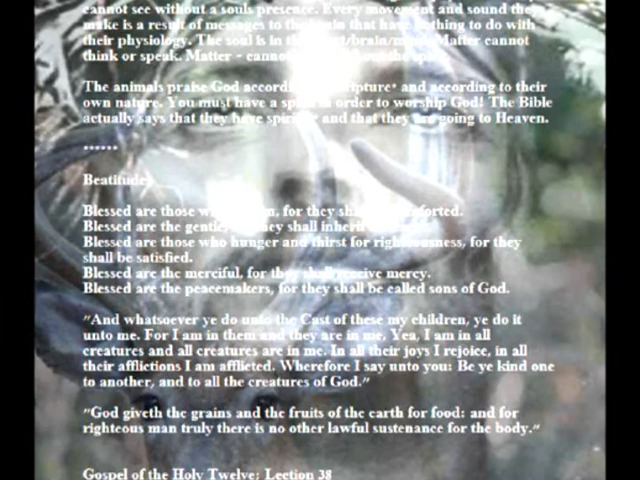 cannot see without a souls presence. Every movement and sound they
make is a result of messages to the brain that have nothing to do with
their physiology. The soul is in the Matter cannot
think or speak. Matter - cannot
The animals praise God according Scripture* and according to their
own nature. You must have a spirit in order to worship God! The Bible
actually says that they have spirits and that they are going to Heaven.
******
Beatitudes
Blessed are those who for they shall comforted.
Blessed are the gentle, they shall inherit
Blessed are those who hunger and thirst for righteousness, for they
shall be satisfied.
Blessed are the merciful, for they shall receive mercy.
Blessed are the peacemakers, for they shall be called sons of God.
"And whatsoever ye do unto the Cast of these my children, ye do it
unto me. For I am in them and they are in me, Yea, I am in all
creatures and all creatures are in me. In all their joys I rejoice, in all
their afflictions I am afflicted. Wherefore I say unto you: Be ye kind one
to another, and to all the creatures of God."
"God giveth the grains and the fruits of the earth for food: and for
righteous man truly there is no other lawful sustenance for the body."
Gospel of the Holy Twelve: Lection 38